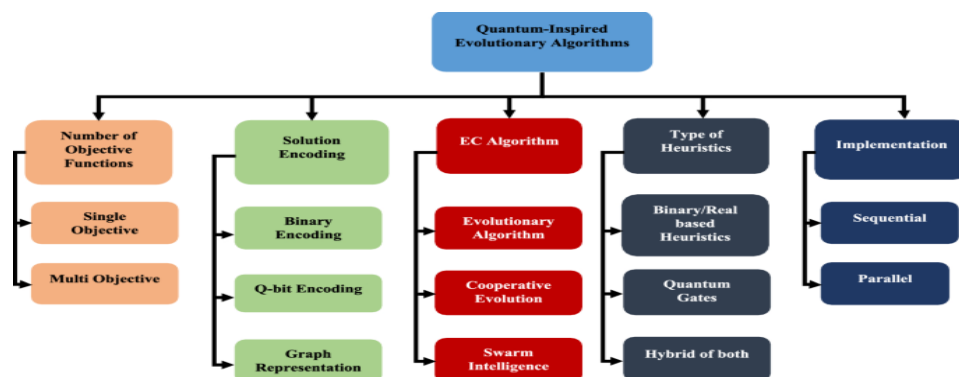 Quantum-Inspired
Evolutionary Algorithms
Number of
Objective
Functions
Single
Objective
Multi Objective
Solution
Encoding
Binary
Encoding
Q-bit Encoding
Graph
Representation
EC Algorithm
Evolutionary
Algorithm
Cooperative
Evolution
Swarm
Intelligence
Type of
Heuristics
Binary/Real
based Heuristics
Quantum
Gates
Hybrid of both
Implementation
Sequential
Parallel